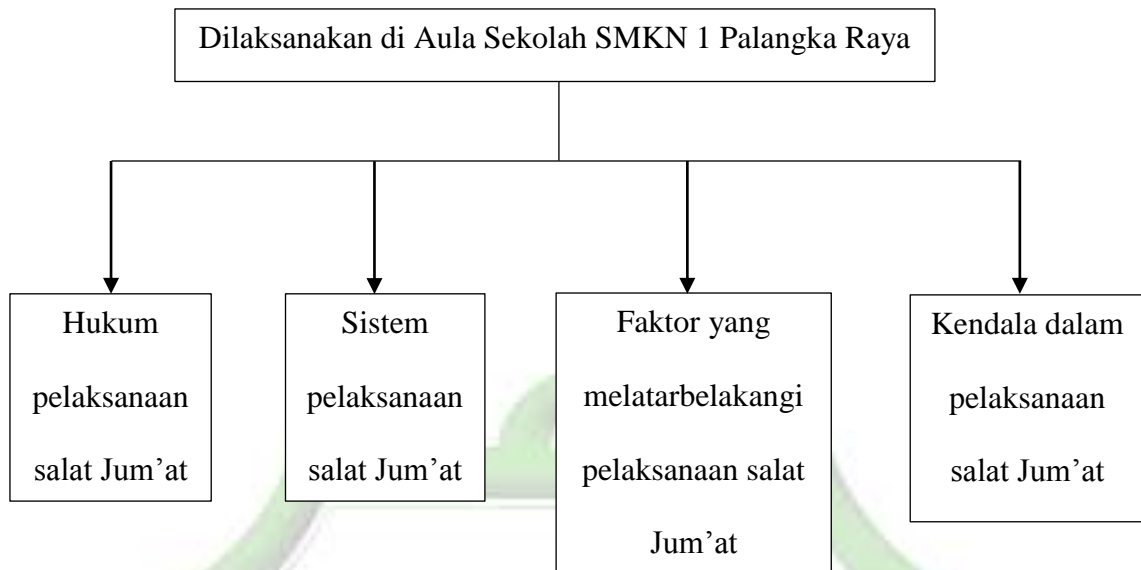 Dilaksanakan di Aula Sekolah SMKN 1 Palangka Raya
Hukum
pelaksanaan
salat Jum’at
Sistem
pelaksanaan
salat Jum’at
Faktor yang
melatarbelakangi
pelaksanaan salat
Jum’at
Kendala dalam
pelaksanaan
salat Jum’at